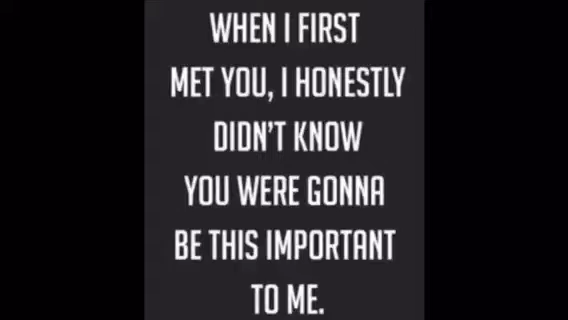 WHEN I FIRST
MET YOU, I HONESTLY
DIDN'T KNOW
YOU WERE GONNA
BE THIS IMPORTANT
TO ME.